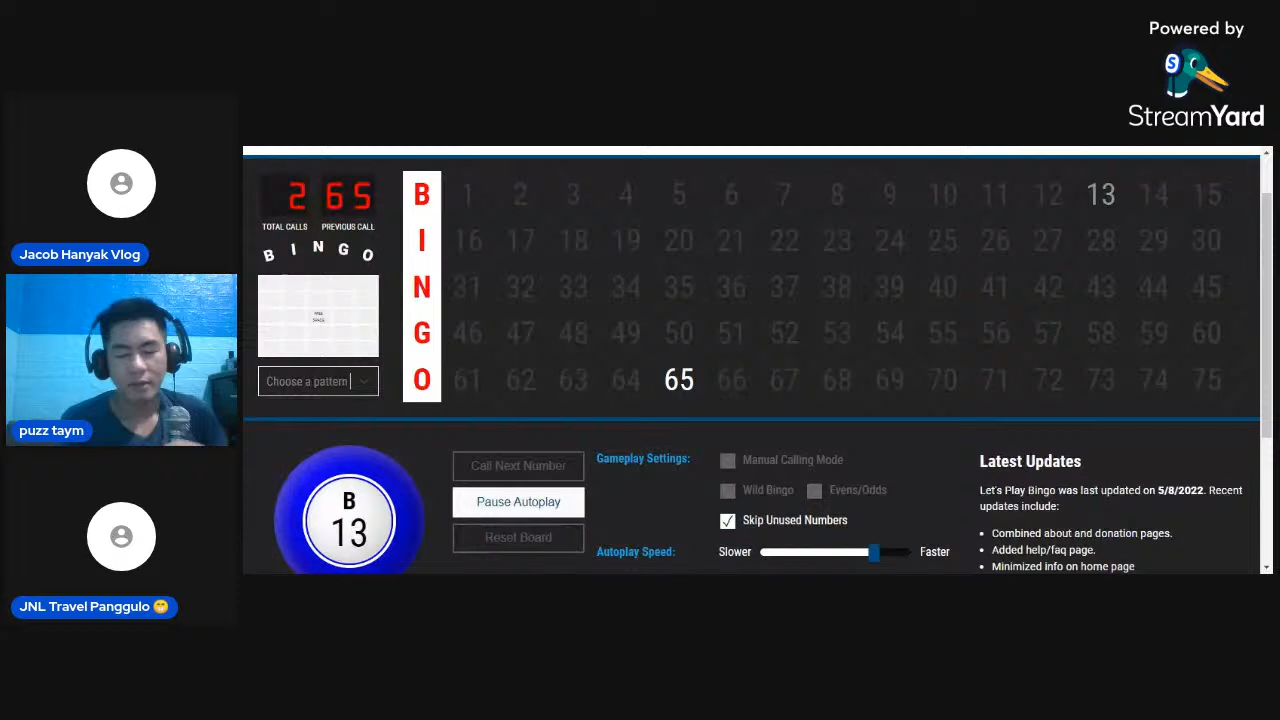 Powered by
S
StreamYard
Jacob Hanyak Vlog
puzz taym
JNL Travel Panggulo 😁
2 65
TOTAL CALLS PREVIOUS CALL
B I N G O
FREE
SPACE
Choose a pattern
B 1 2 3 4 5 6 7 8 9 10 11 12 13 14 15
I 16 17 18 19 20 21 22 23 24 25 26 27 28 29 30
N 31 32 33 34 35 36 37 38 39 40 41 42 43 44 45
G 46 47 48 49 50 51 52 53 54 55 56 57 58 59 60
O 61 62 63 64 65 66 67 68 69 70 71 72 73 74 75
B
13
Call Next Number
Pause Autoplay
Reset Board
Gameplay Settings:
Manual Calling Mode
Wild Bingo Evens/Odds
Skip Unused Numbers
Autoplay Speed: Slower Faster
Latest Updates
Let's Play Bingo was last updated on 5/8/2022. Recent
updates include:
• Combined about and donation pages.
• Added help/faq page.
• Minimized info on home page